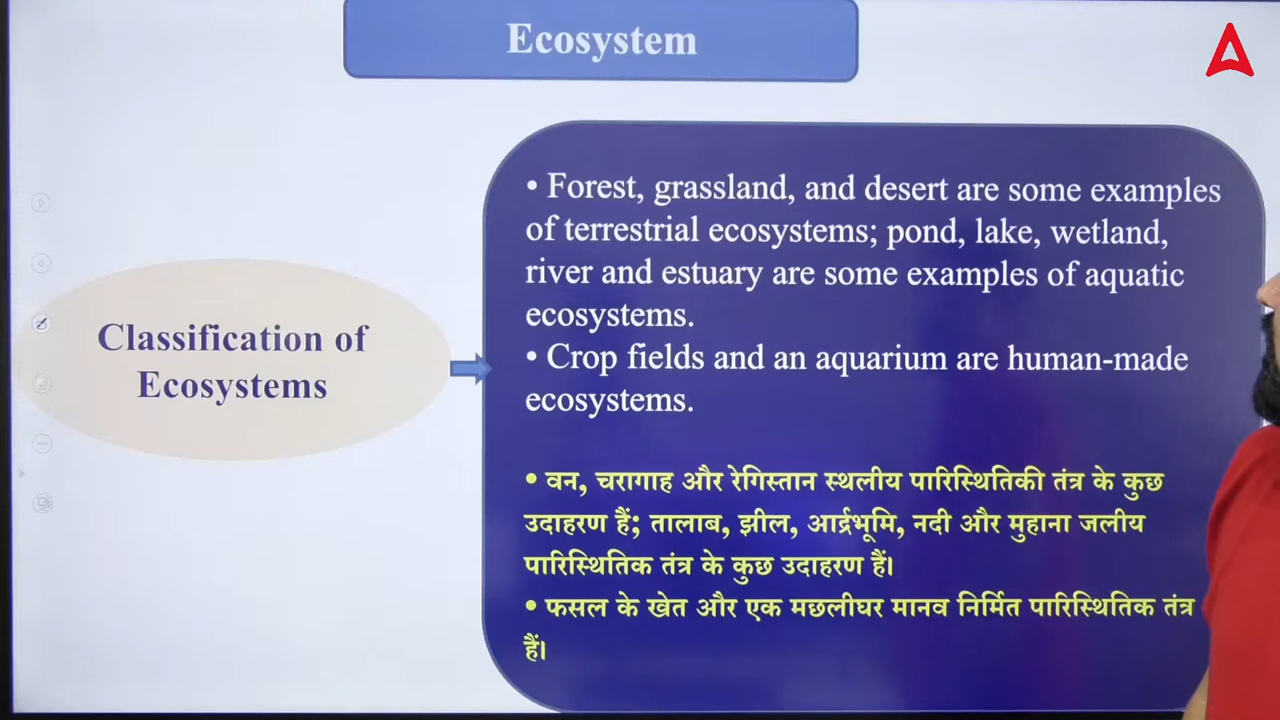 Ecosystem
Classification of
Ecosystems
• Forest, grassland, and desert are some examples
of terrestrial ecosystems; pond, lake, wetland,
river and estuary are some examples of aquatic
ecosystems.
• Crop fields and an aquarium are human-made
ecosystems.
• वन, चरागाह और रेगिस्तान स्थलीय पारिस्थितिकी तंत्र के कुछ
उदाहरण हैं; तालाब, झील, आर्द्रभूमि, नदी और मुहाना जलीय
पारिस्थितिक तंत्र के कुछ उदाहरण हैं।
• फसल के खेत और एक मछलीघर मानव निर्मित पारिस्थितिक तंत्र
हैं।